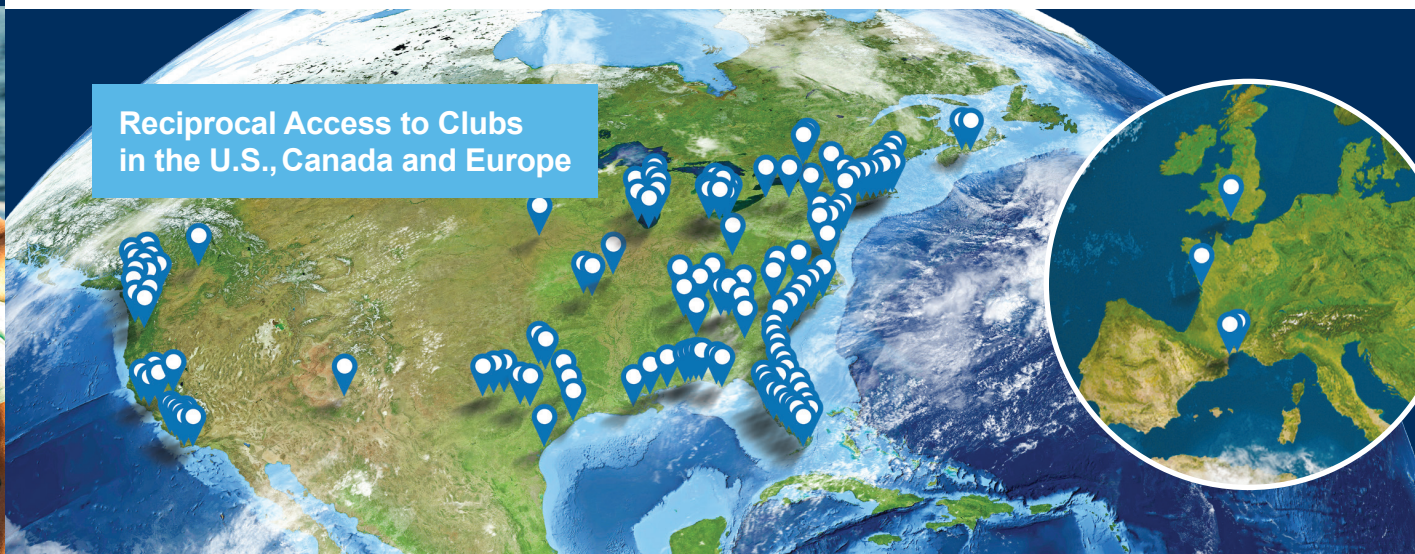 Reciprocal Access to Clubs
in the U.S., Canada and Europe